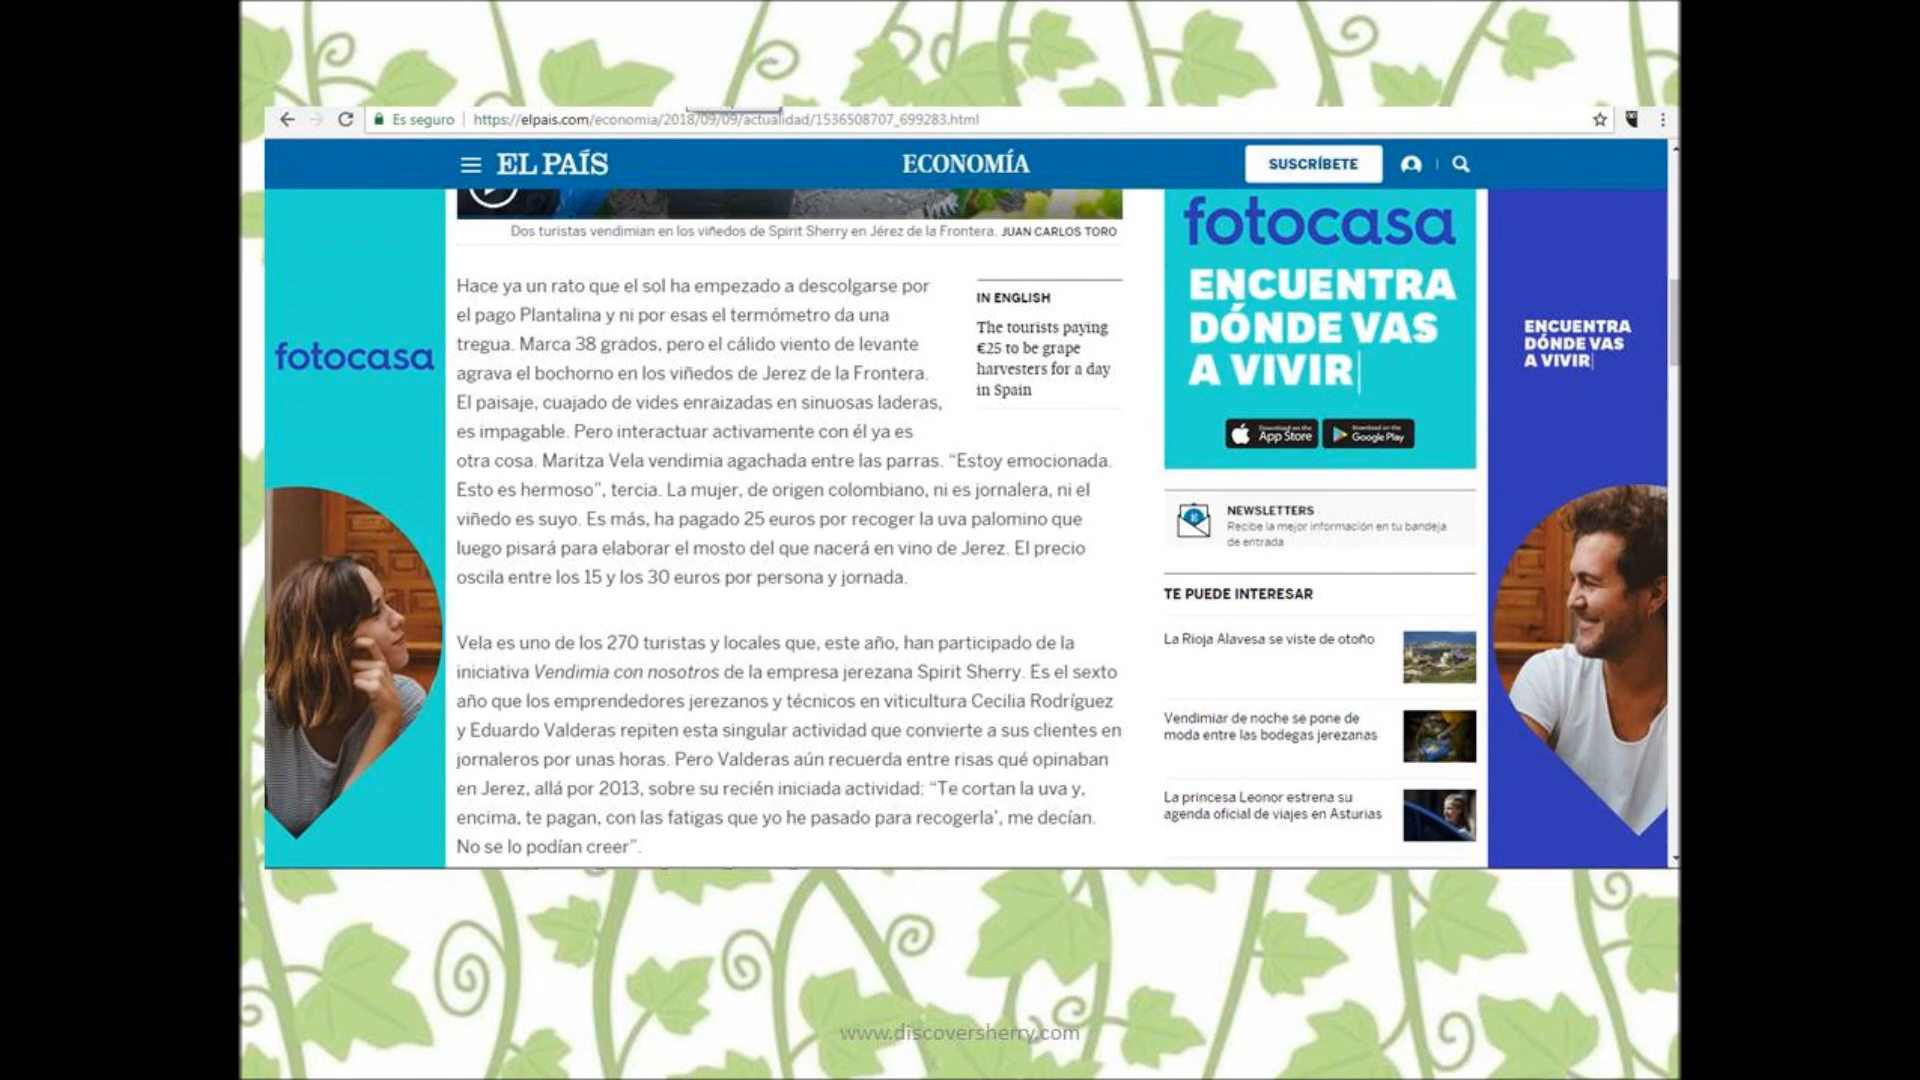 Es seguro | https://elpais.com/economia/2018/09/09/actualidad/1536508707_699283.html
EL PAÍS
ECONOMÍA
SUSCRÍBETE
Dos turistas vendimian en los viñedos de Spirit Sherry en Jérez de la Frontera. JUAN CARLOS TORO
Hace ya un rato que el sol ha empezado a descolgarse por
el pago Plantalina y ni por esas el termómetro da una
tregua. Marca 38 grados, pero el cálido viento de levante
agrava el bochorno en los viñedos de Jerez de la Frontera.
El paisaje, cuajado de vides enraizadas en sinuosas laderas,
es impagable. Pero interactuar activamente con él ya es
otra cosa. Maritza Vela vendimia agachada entre las parras. “Estoy emocionada.
Esto es hermoso”, tercia. La mujer, de origen colombiano, ni es jornalera, ni el
viñedo es suyo. Es más, ha pagado 25 euros por recoger la uva palomino que
luego pisará para elaborar el mosto del que nacerá en vino de Jerez. El precio
oscila entre los 15 y los 30 euros por persona y jornada.
IN ENGLISH
The tourists paying
€25 to be grape
harvesters for a day
in Spain
Vela es uno de los 270 turistas y locales que, este año, han participado de la
iniciativa Vendimia con nosotros de la empresa jerezana Spirit Sherry. Es el sexto
año que los emprendedores jerezanos y técnicos en viticultura Cecilia Rodríguez
y Eduardo Valderas repiten esta singular actividad que convierte a sus clientes en
jornaleros por unas horas. Pero Valderas aún recuerda entre risas qué opinaban
en Jerez, allá por 2013, sobre su recién iniciada actividad: “Te cortan la uva y,
encima, te pagan, con las fatigas que yo he pasado para recogerla’, me decían.
No se lo podían creer”.
fotocasa
fotocasa
ENCUENTRA
DÓNDE VAS
A VIVIR
Download on the
App Store
Download on the
Google Play
NEWSLETTERS
Recibe la mejor información en tu bandeja
de entrada
TE PUEDE INTERESAR
La Rioja Alavesa se viste de otoño
Vendimiar de noche se pone de
moda entre las bodegas jerezanas
La princesa Leonor estrena su
agenda oficial de viajes en Asturias
ENCUENTRA
DÓNDE VAS
A VIVIR
www.discoversherry.com